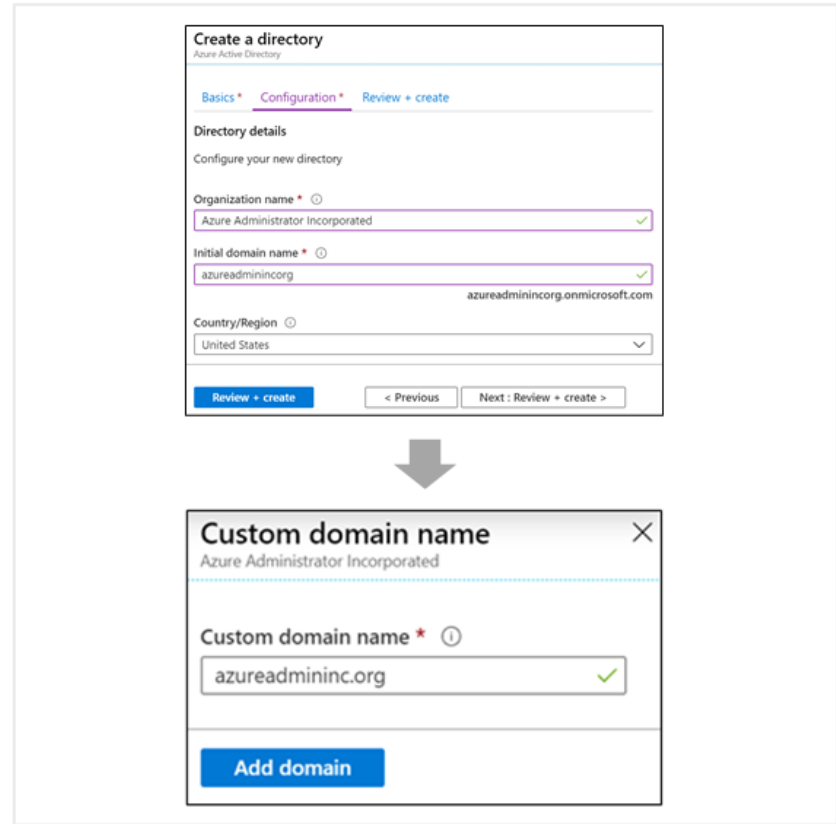 Create a directory
Azure Active Directory
Basics * Configuration * Review + create
Directory details
Configure your new directory
Organization name *
Azure Administrator Incorporated
Initial domain name *
azureadminincorg
azureadminincorg.onmicrosoft.com
Country/Region
United States
Review + create < Previous Next : Review + create >
Custom domain name
Azure Administrator Incorporated
Custom domain name *
azureadmininc.org
Add domain